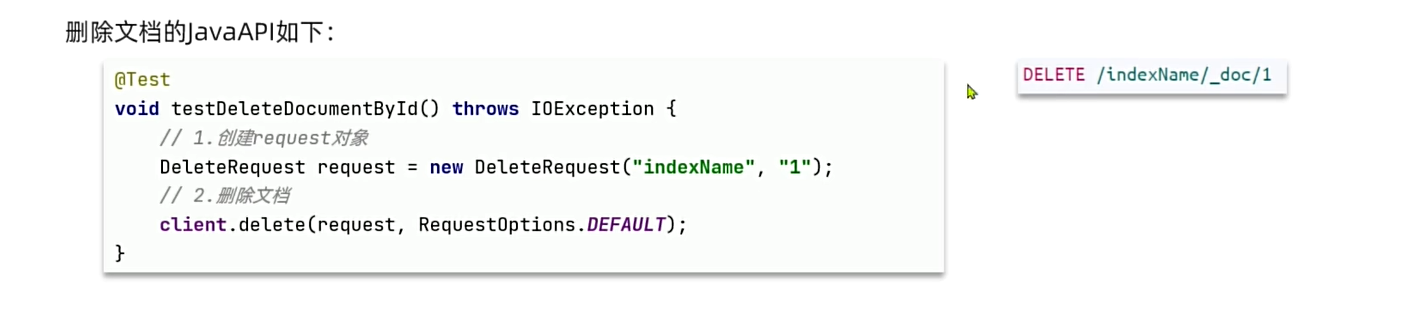 删除文档的JavaAPI如下：
@Test
void testDeleteDocumentById() throws IOException {
    // 1.创建request对象
    DeleteRequest request = new DeleteRequest("indexName", "1");
    // 2.删除文档
    client.delete(request, RequestOptions.DEFAULT);
}
DELETE /indexName/_doc/1